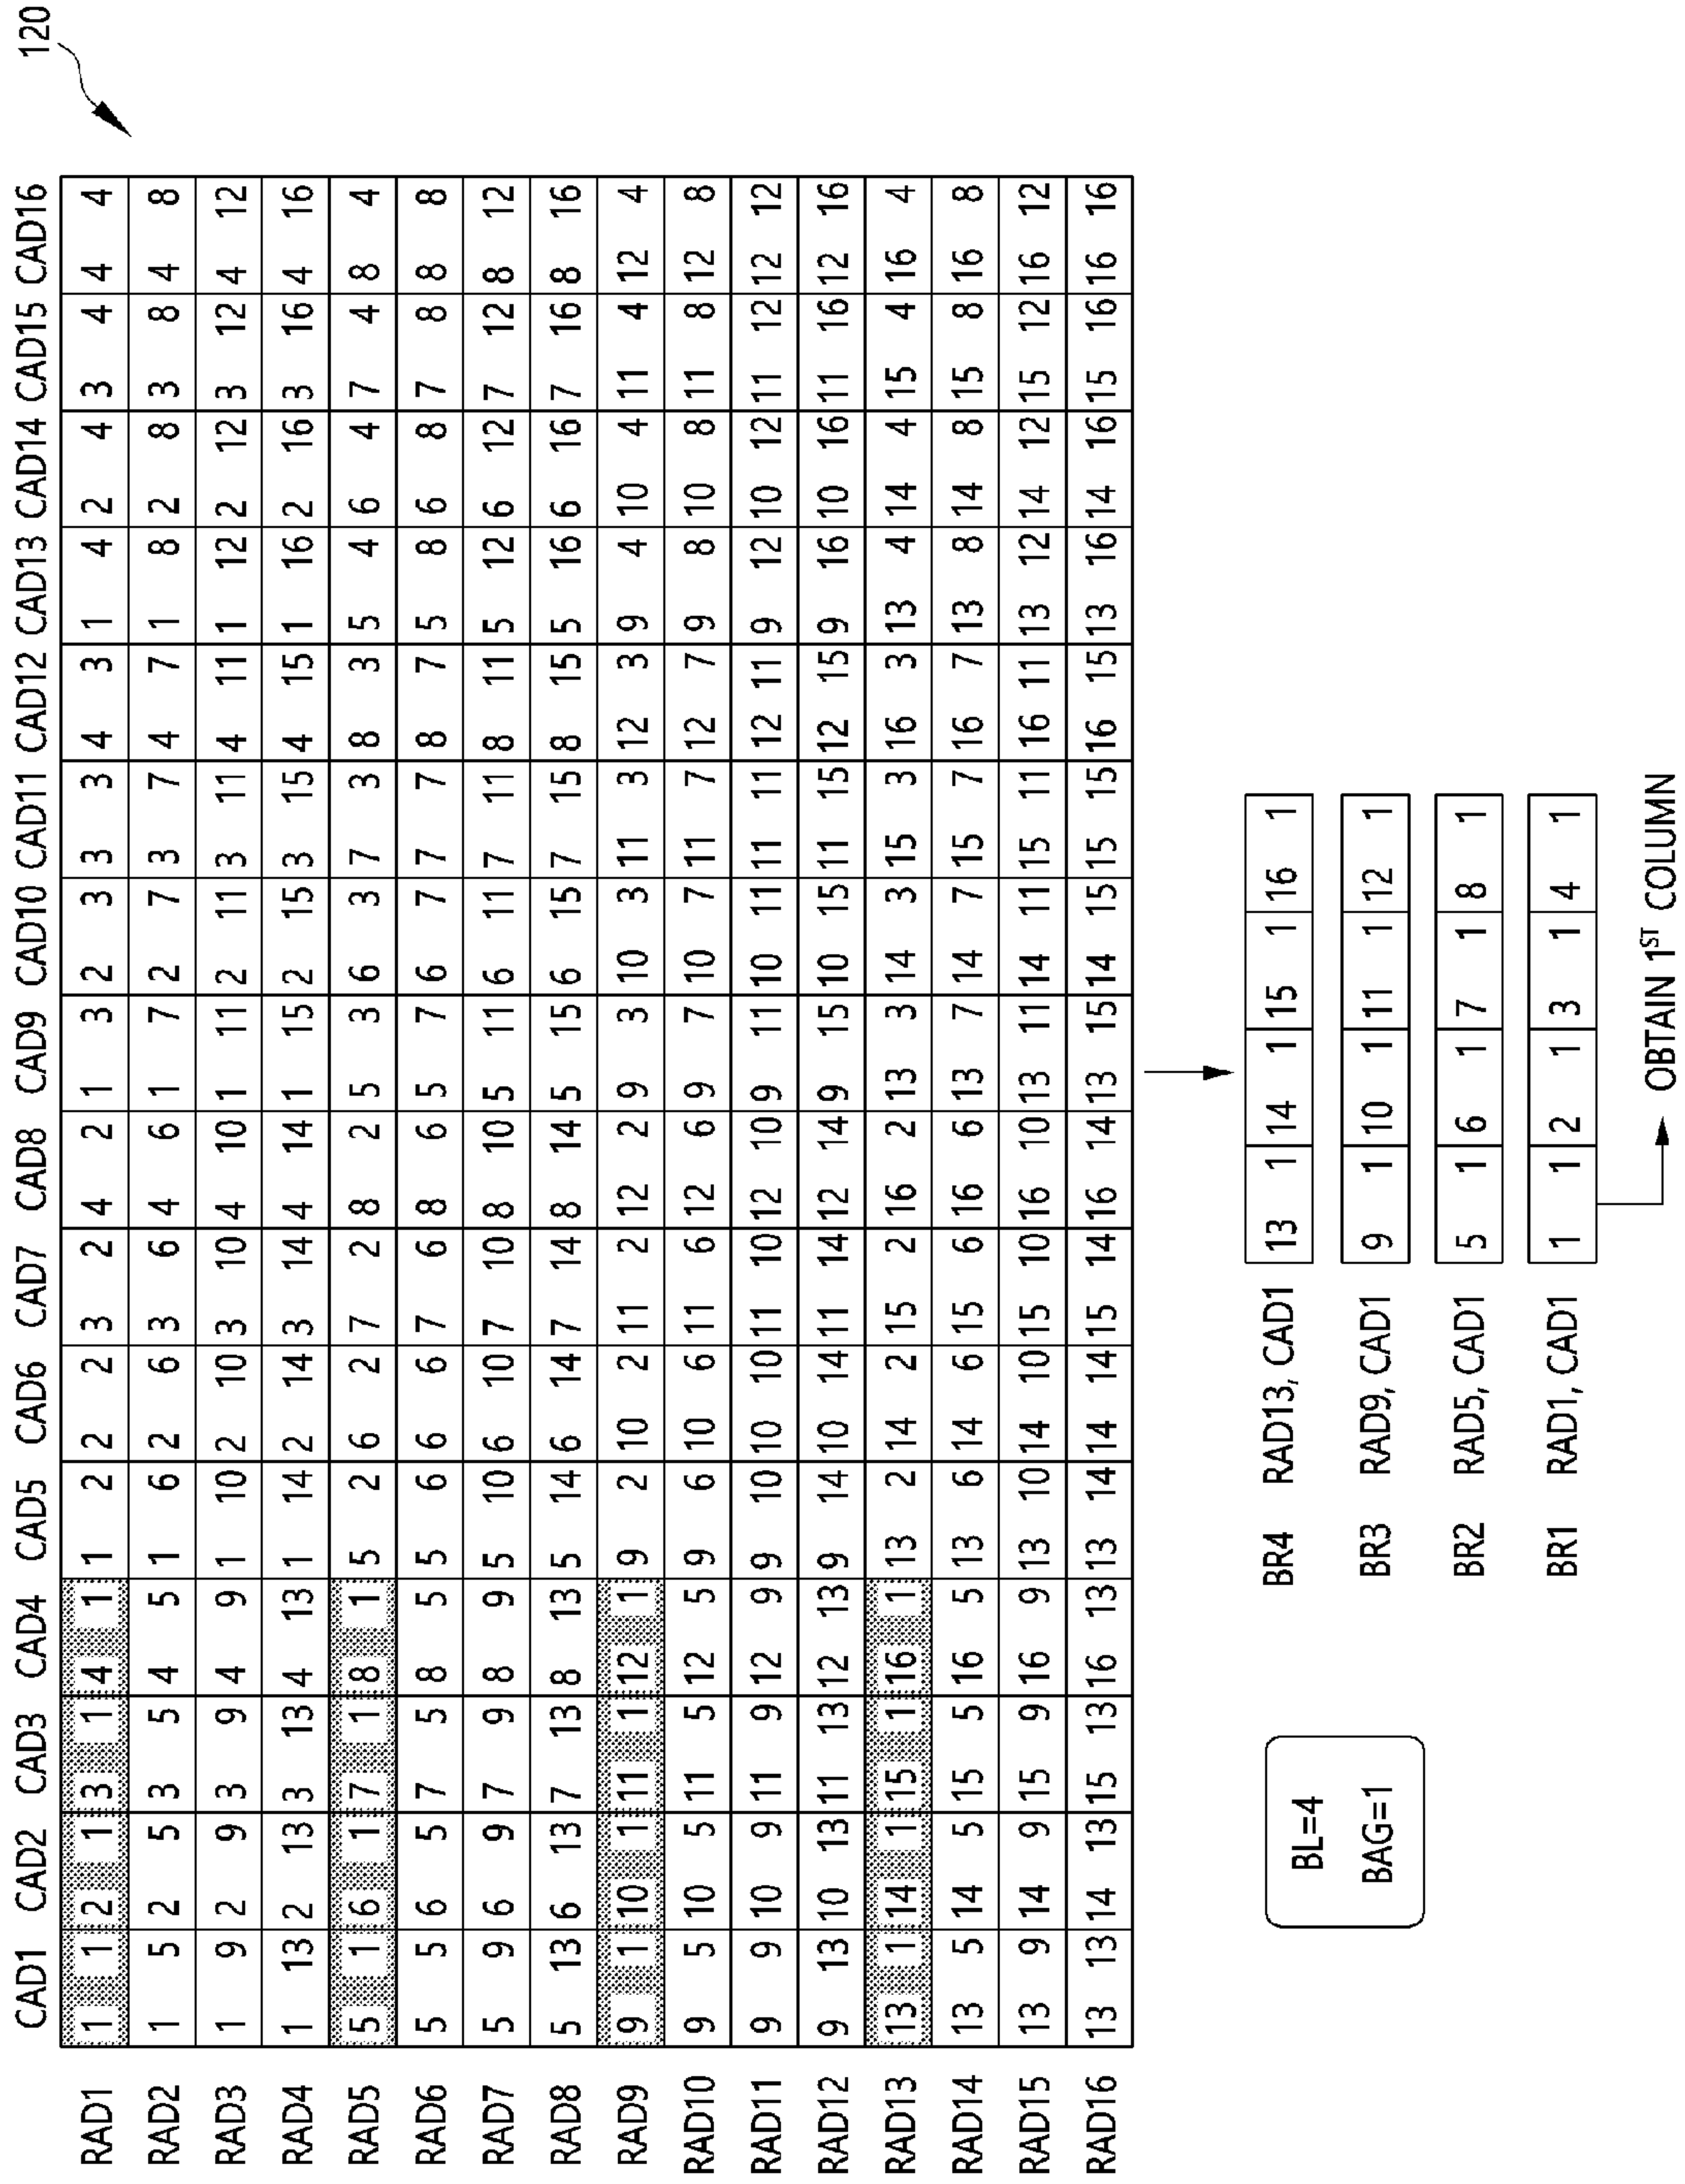 120
CAD1 CAD2 CAD3 CAD4 CAD5 CAD6 CAD7 CAD8 CAD9 CAD10 CAD11 CAD12 CAD13 CAD14 CAD15 CAD16
RAD1 1 1 2 1 3 1 4 1 1 2 2 2 3 2 4 2 1 3 2 3 3 3 4 3 1 4 2 4 3 4 4 4
RAD2 1 5 2 5 3 5 4 5 1 6 2 6 3 6 4 6 1 7 2 7 3 7 4 7 1 8 2 8 3 8 4 8
RAD3 1 9 2 9 3 9 4 9 1 10 2 10 3 10 4 10 1 11 2 11 3 11 4 11 1 12 2 12 3 12 4 12
RAD4 1 13 2 13 3 13 4 13 1 14 2 14 3 14 4 14 1 15 2 15 3 15 4 15 1 16 2 16 3 16 4 16
RAD5 5 1 6 1 7 1 8 1 5 2 6 2 7 2 8 2 5 3 6 3 7 3 8 3 5 4 6 4 7 4 8 4
RAD6 5 5 6 5 7 5 8 5 5 6 6 6 7 6 8 6 5 7 6 7 7 7 8 7 5 8 6 8 7 8 8 8
RAD7 5 9 6 9 7 9 8 9 5 10 6 10 7 10 8 10 5 11 6 11 7 11 8 11 5 12 6 12 7 12 8 12
RAD8 5 13 6 13 7 13 8 13 5 14 6 14 7 14 8 14 5 15 6 15 7 15 8 15 5 16 6 16 7 16 8 16
RAD9 9 1 10 1 11 1 12 1 9 2 10 2 11 2 12 2 9 3 10 3 11 3 12 3 9 4 10 4 11 4 12 4
RAD10 9 5 10 5 11 5 12 5 9 6 10 6 11 6 12 6 9 7 10 7 11 7 12 7 9 8 10 8 11 8 12 8
RAD11 9 9 10 9 11 9 12 9 9 10 10 10 11 10 12 10 9 11 10 11 11 11 12 11 9 12 10 12 11 12 12 12
RAD12 9 13 10 13 11 13 12 13 9 14 10 14 11 14 12 14 9 15 10 15 11 15 12 15 9 16 10 16 11 16 12 16
RAD13 13 1 14 1 15 1 16 1 13 2 14 2 15 2 16 2 13 3 14 3 15 3 16 3 13 4 14 4 15 4 16 4
RAD14 13 5 14 5 15 5 16 5 13 6 14 6 15 6 16 6 13 7 14 7 15 7 16 7 13 8 14 8 15 8 16 8
RAD15 13 9 14 9 15 9 16 9 13 10 14 10 15 10 16 10 13 11 14 11 15 11 16 11 13 12 14 12 15 12 16 12
RAD16 13 13 14 13 15 13 16 13 13 14 14 14 15 14 16 14 13 15 14 15 15 15 16 15 13 16 14 16 15 16 16 16
BL=4
BAG=1
BR4 RAD13, CAD1 13 1 14 1 15 1 16 1
BR3 RAD9, CAD1 9 1 10 1 11 1 12 1
BR2 RAD5, CAD1 5 1 6 1 7 1 8 1
BR1 RAD1, CAD1 1 1 2 1 3 1 4 1
OBTAIN 1ST COLUMN